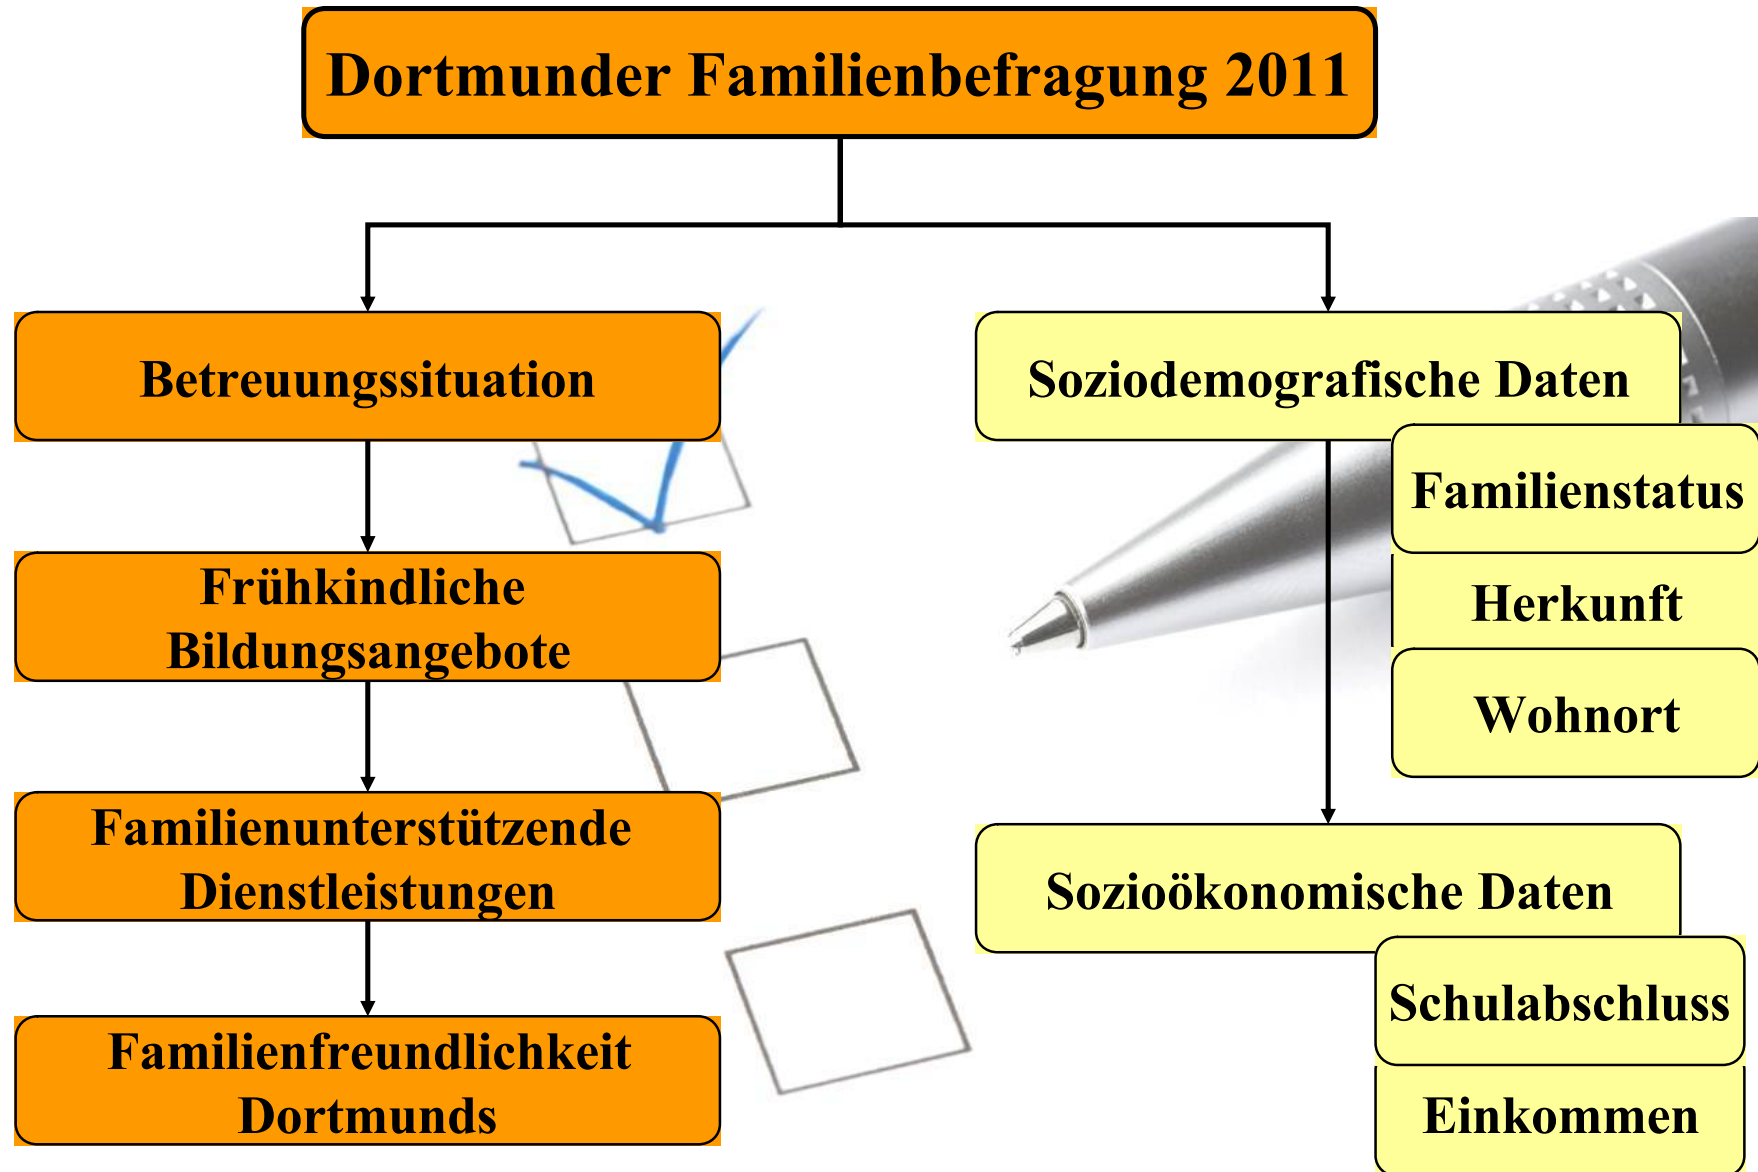 Dortmunder Familienbefragung 2011
Betreuungssituation
Frühkindliche
Bildungsangebote
Familienunterstützende
Dienstleistungen
Familienfreundlichkeit
Dortmunds
Soziodemografische Daten
Familienstatus
Herkunft
Wohnort
Sozioökonomische Daten
Schulabschluss
Einkommen